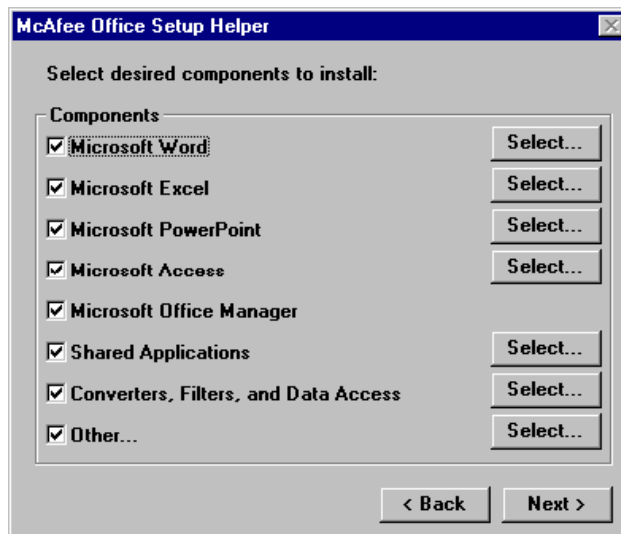 McAfee Office Setup Helper
Select desired components to install:
Components
Microsoft Word Select...
Microsoft Excel Select...
Microsoft PowerPoint Select...
Microsoft Access Select...
Microsoft Office Manager
Shared Applications Select...
Converters, Filters, and Data Access Select...
Other... Select...
< Back Next >